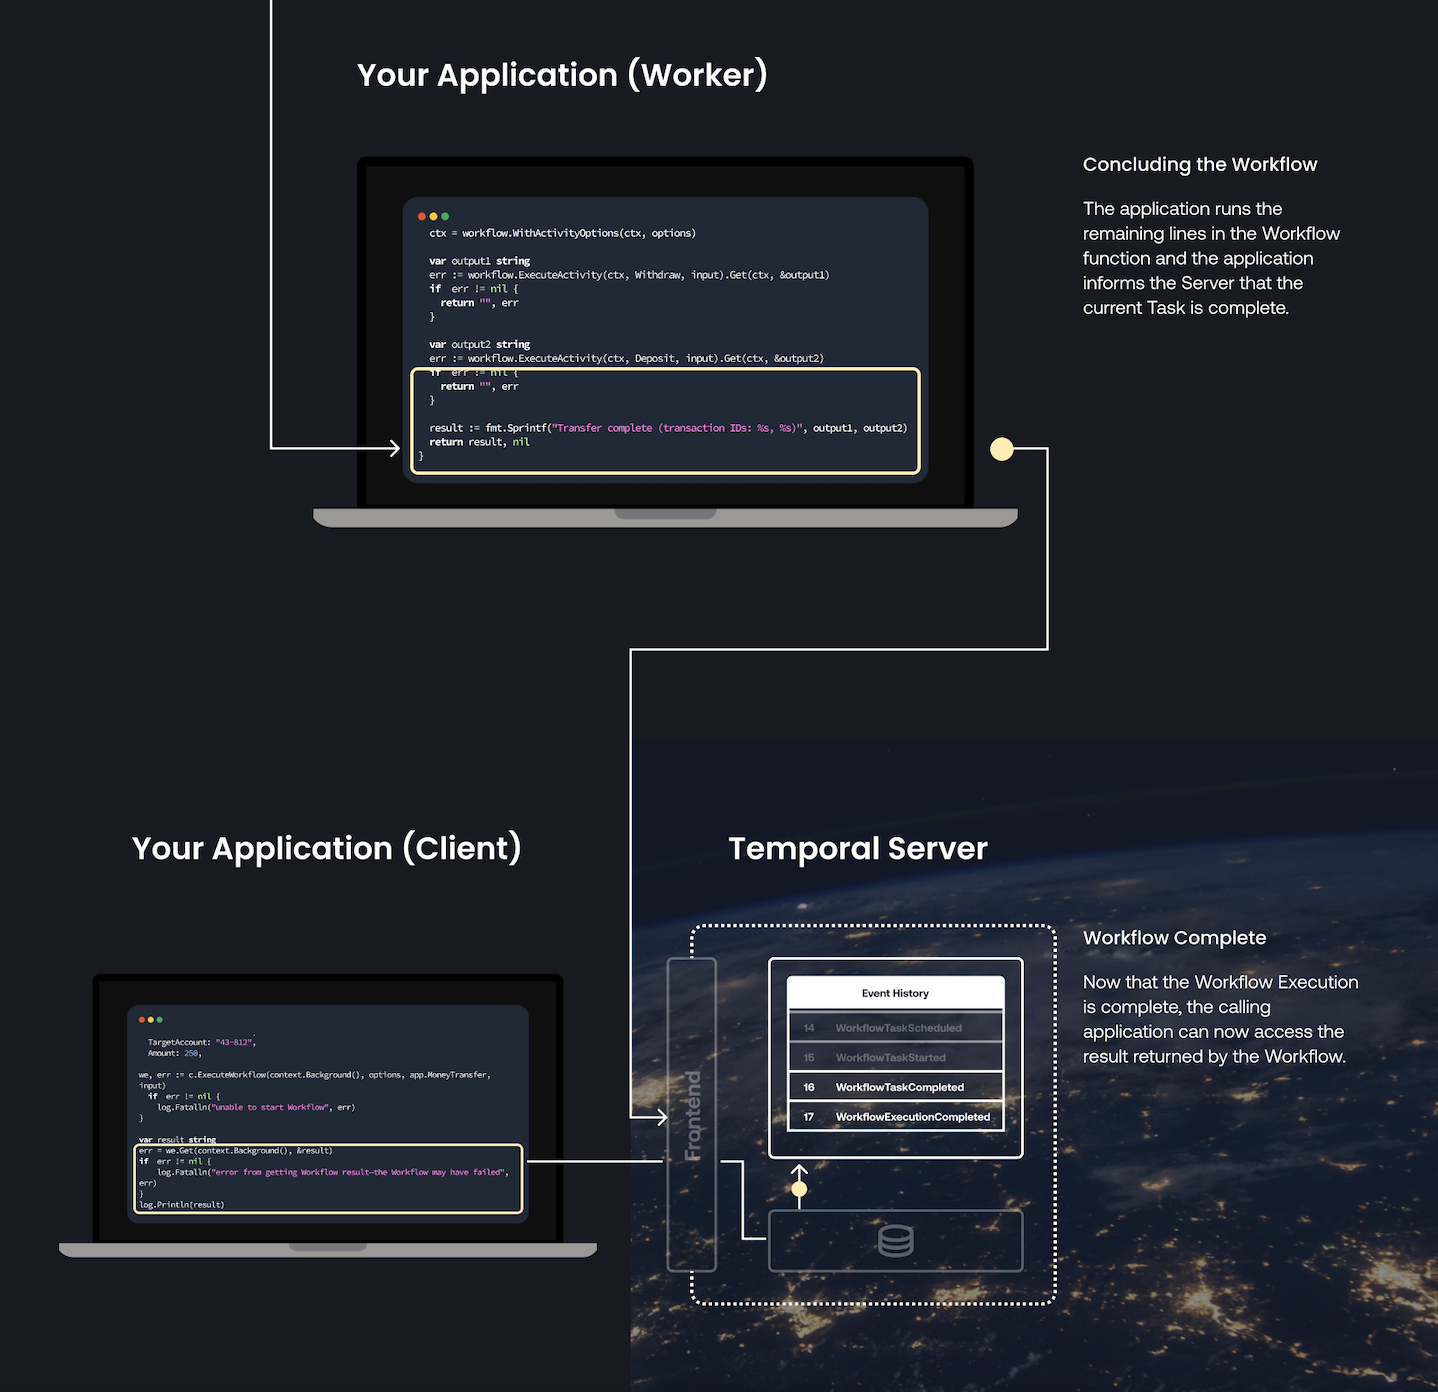 Your Application (Worker)
ctx = workflow.WithActivityOptions(ctx, options)
var output1 string
err := workflow.ExecuteActivity(ctx, Withdraw, input).Get(ctx, &output1)
if err != nil {
return "", err
}
var output2 string
err := workflow.ExecuteActivity(ctx, Deposit, input).Get(ctx, &output2)
if err != nil {
return "", err
}
result := fmt.Sprintf("Transfer complete (transaction IDs: %s, %s)", output1, output2)
return result, nil
}
Concluding the Workflow
The application runs the
remaining lines in the Workflow
function and the application
informs the Server that the
current Task is complete.
Your Application (Client)
TargetAccount: "43-812",
Amount: 250,
we, err := c.ExecuteWorkflow(context.Background(), options, app.MoneyTransfer,
input)
if err != nil {
log.Fatalln("unable to start Workflow", err)
}
var result string
err = we.Get(context.Background(), &result)
if err != nil {
log.Fatalln("error from getting Workflow result—the Workflow may have failed",
err)
}
log.Println(result)
Temporal Server
Frontend
Event History
14 WorkflowTaskScheduled
15 WorkflowTaskStarted
16 WorkflowTaskCompleted
17 WorkflowExecutionCompleted
Workflow Complete
Now that the Workflow Execution
is complete, the calling
application can now access the
result returned by the Workflow.